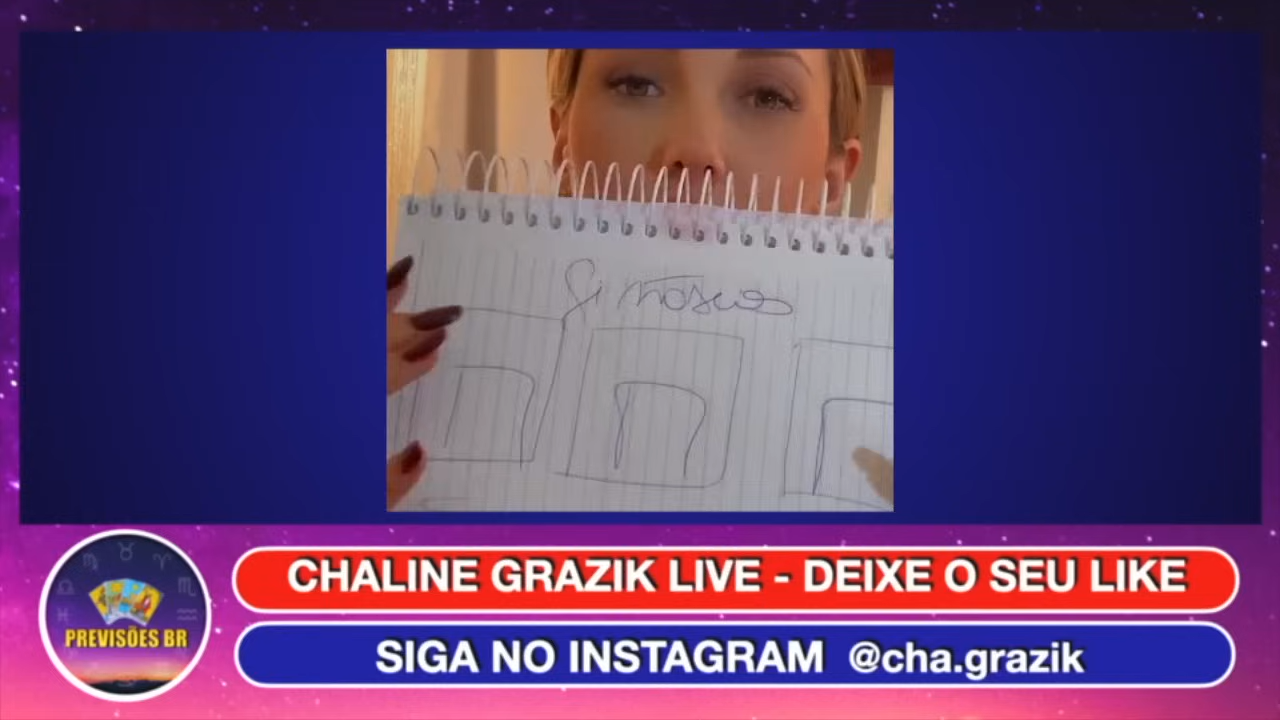 CHALINE GRAZIK LIVE - DEIXE O SEU LIKE
PREVISÕES BR
SIGA NO INSTAGRAM @cha.grazik